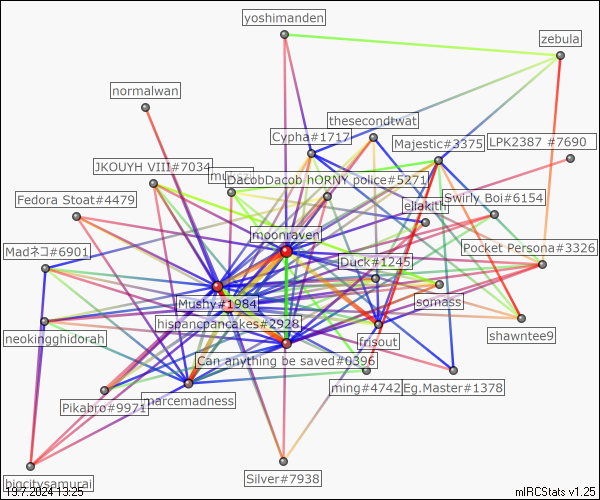 yoshimanden
zebula
normalwan
thesecondtwat
Cypha#1717
Majestic#3375
LPK2387 #7690
JKOUYH VIII#7034
DacobDacob hORNY police#5271
Fedora Stoat#4479
eliakith
Swirly Boi#6154
moonraven
Madネコ#6901
Pocket Persona#3326
Duck#1245
Mushy#1984
somass
hispancpancakes#2928
neokingghidorah
frisout
shawntee9
Can anything be saved#0396
ming#4742
Eg.Master#1378
Pikabro#9971
marcemadness
Silver#7938
bigcitysamurai
19.7.2024 13:25
mIRCStats v1.25